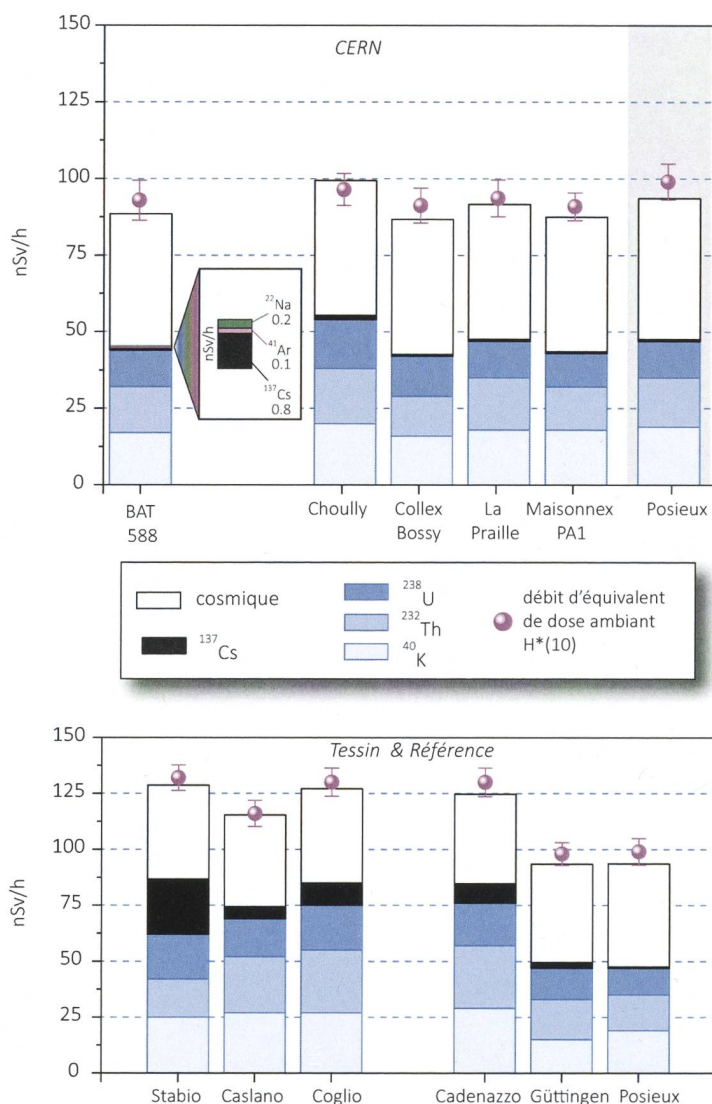 CERN
150
125
100
75
50
25
0
nSv/h
nSv/h
²²Na
0.2
⁴¹Ar
0.1
¹³⁷Cs
0.8
BAT
588
Choully
Collex
Bossy
La
Praille
Maisonnex
PA1
Posieux
cosmique
¹³⁷Cs
²³⁸U
²³²Th
⁴⁰K
débit d'équivalent
de dose ambiant
H*(10)
Tessin & Référence
150
125
100
75
50
25
0
nSv/h
Stabio
Caslano
Coglio
Cadenazzo
Güttingen
Posieux